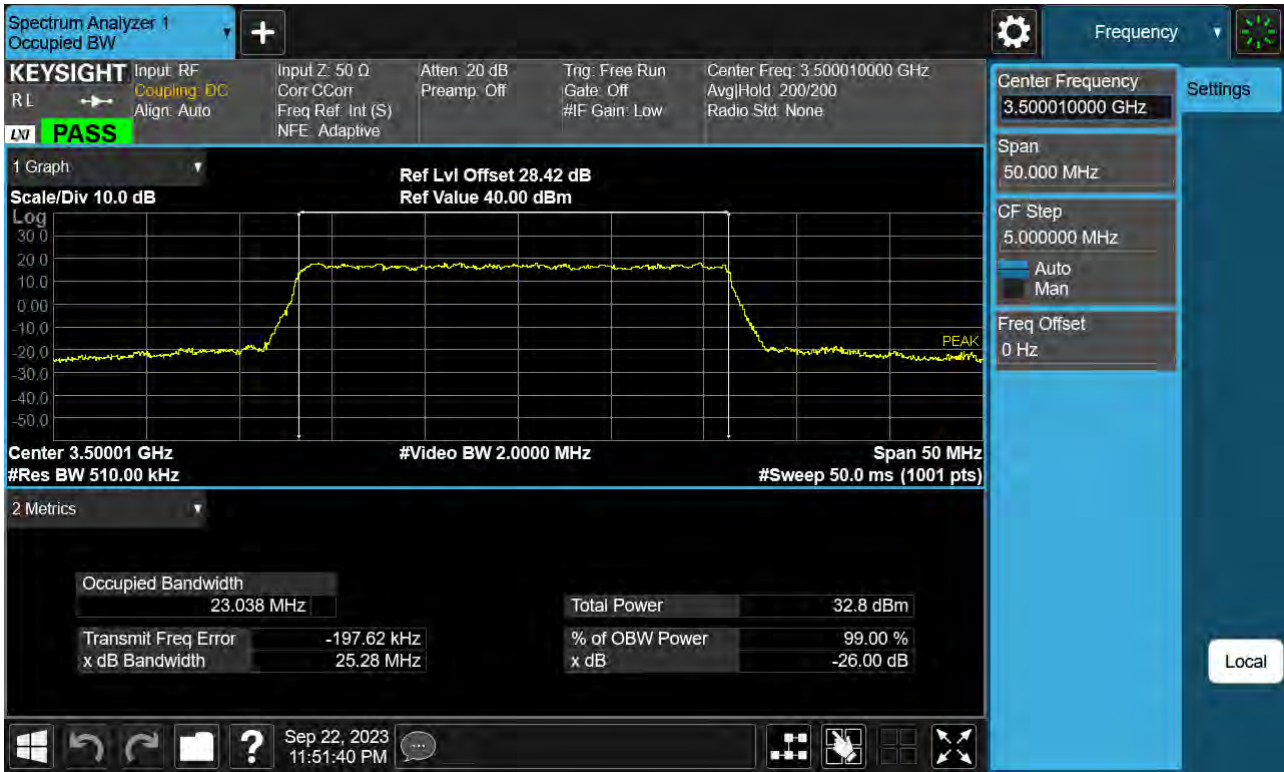 Spectrum Analyzer 1
Occupied BW
Frequency
KEYSIGHT
RL
LXI
PASS
Input: RF
Coupling: DC
Align: Auto
Input Z: 50 Ω
Corr CCorr
Freq Ref: Int (S)
NFE: Adaptive
Atten: 20 dB
Preamp: Off
Trig: Free Run
Gate: Off
#IF Gain: Low
Center Freq: 3.500010000 GHz
Avg|Hold: 200/200
Radio Std: None
Center Frequency
3.500010000 GHz
Settings
Span
50.000 MHz
CF Step
5.000000 MHz
Auto
Man
Freq Offset
0 Hz
Local
1 Graph
Scale/Div 10.0 dB
Ref Lvl Offset 28.42 dB
Ref Value 40.00 dBm
Log
30.0
20.0
10.0
0.00
-10.0
-20.0
-30.0
-40.0
-50.0
PEAK
Center 3.50001 GHz
#Video BW 2.0000 MHz
Span 50 MHz
#Res BW 510.00 kHz
#Sweep 50.0 ms (1001 pts)
2 Metrics
Occupied Bandwidth
23.038 MHz
Total Power 32.8 dBm
Transmit Freq Error -197.62 kHz
% of OBW Power 99.00 %
x dB Bandwidth 25.28 MHz
x dB -26.00 dB
?
Sep 22, 2023
11:51:40 PM